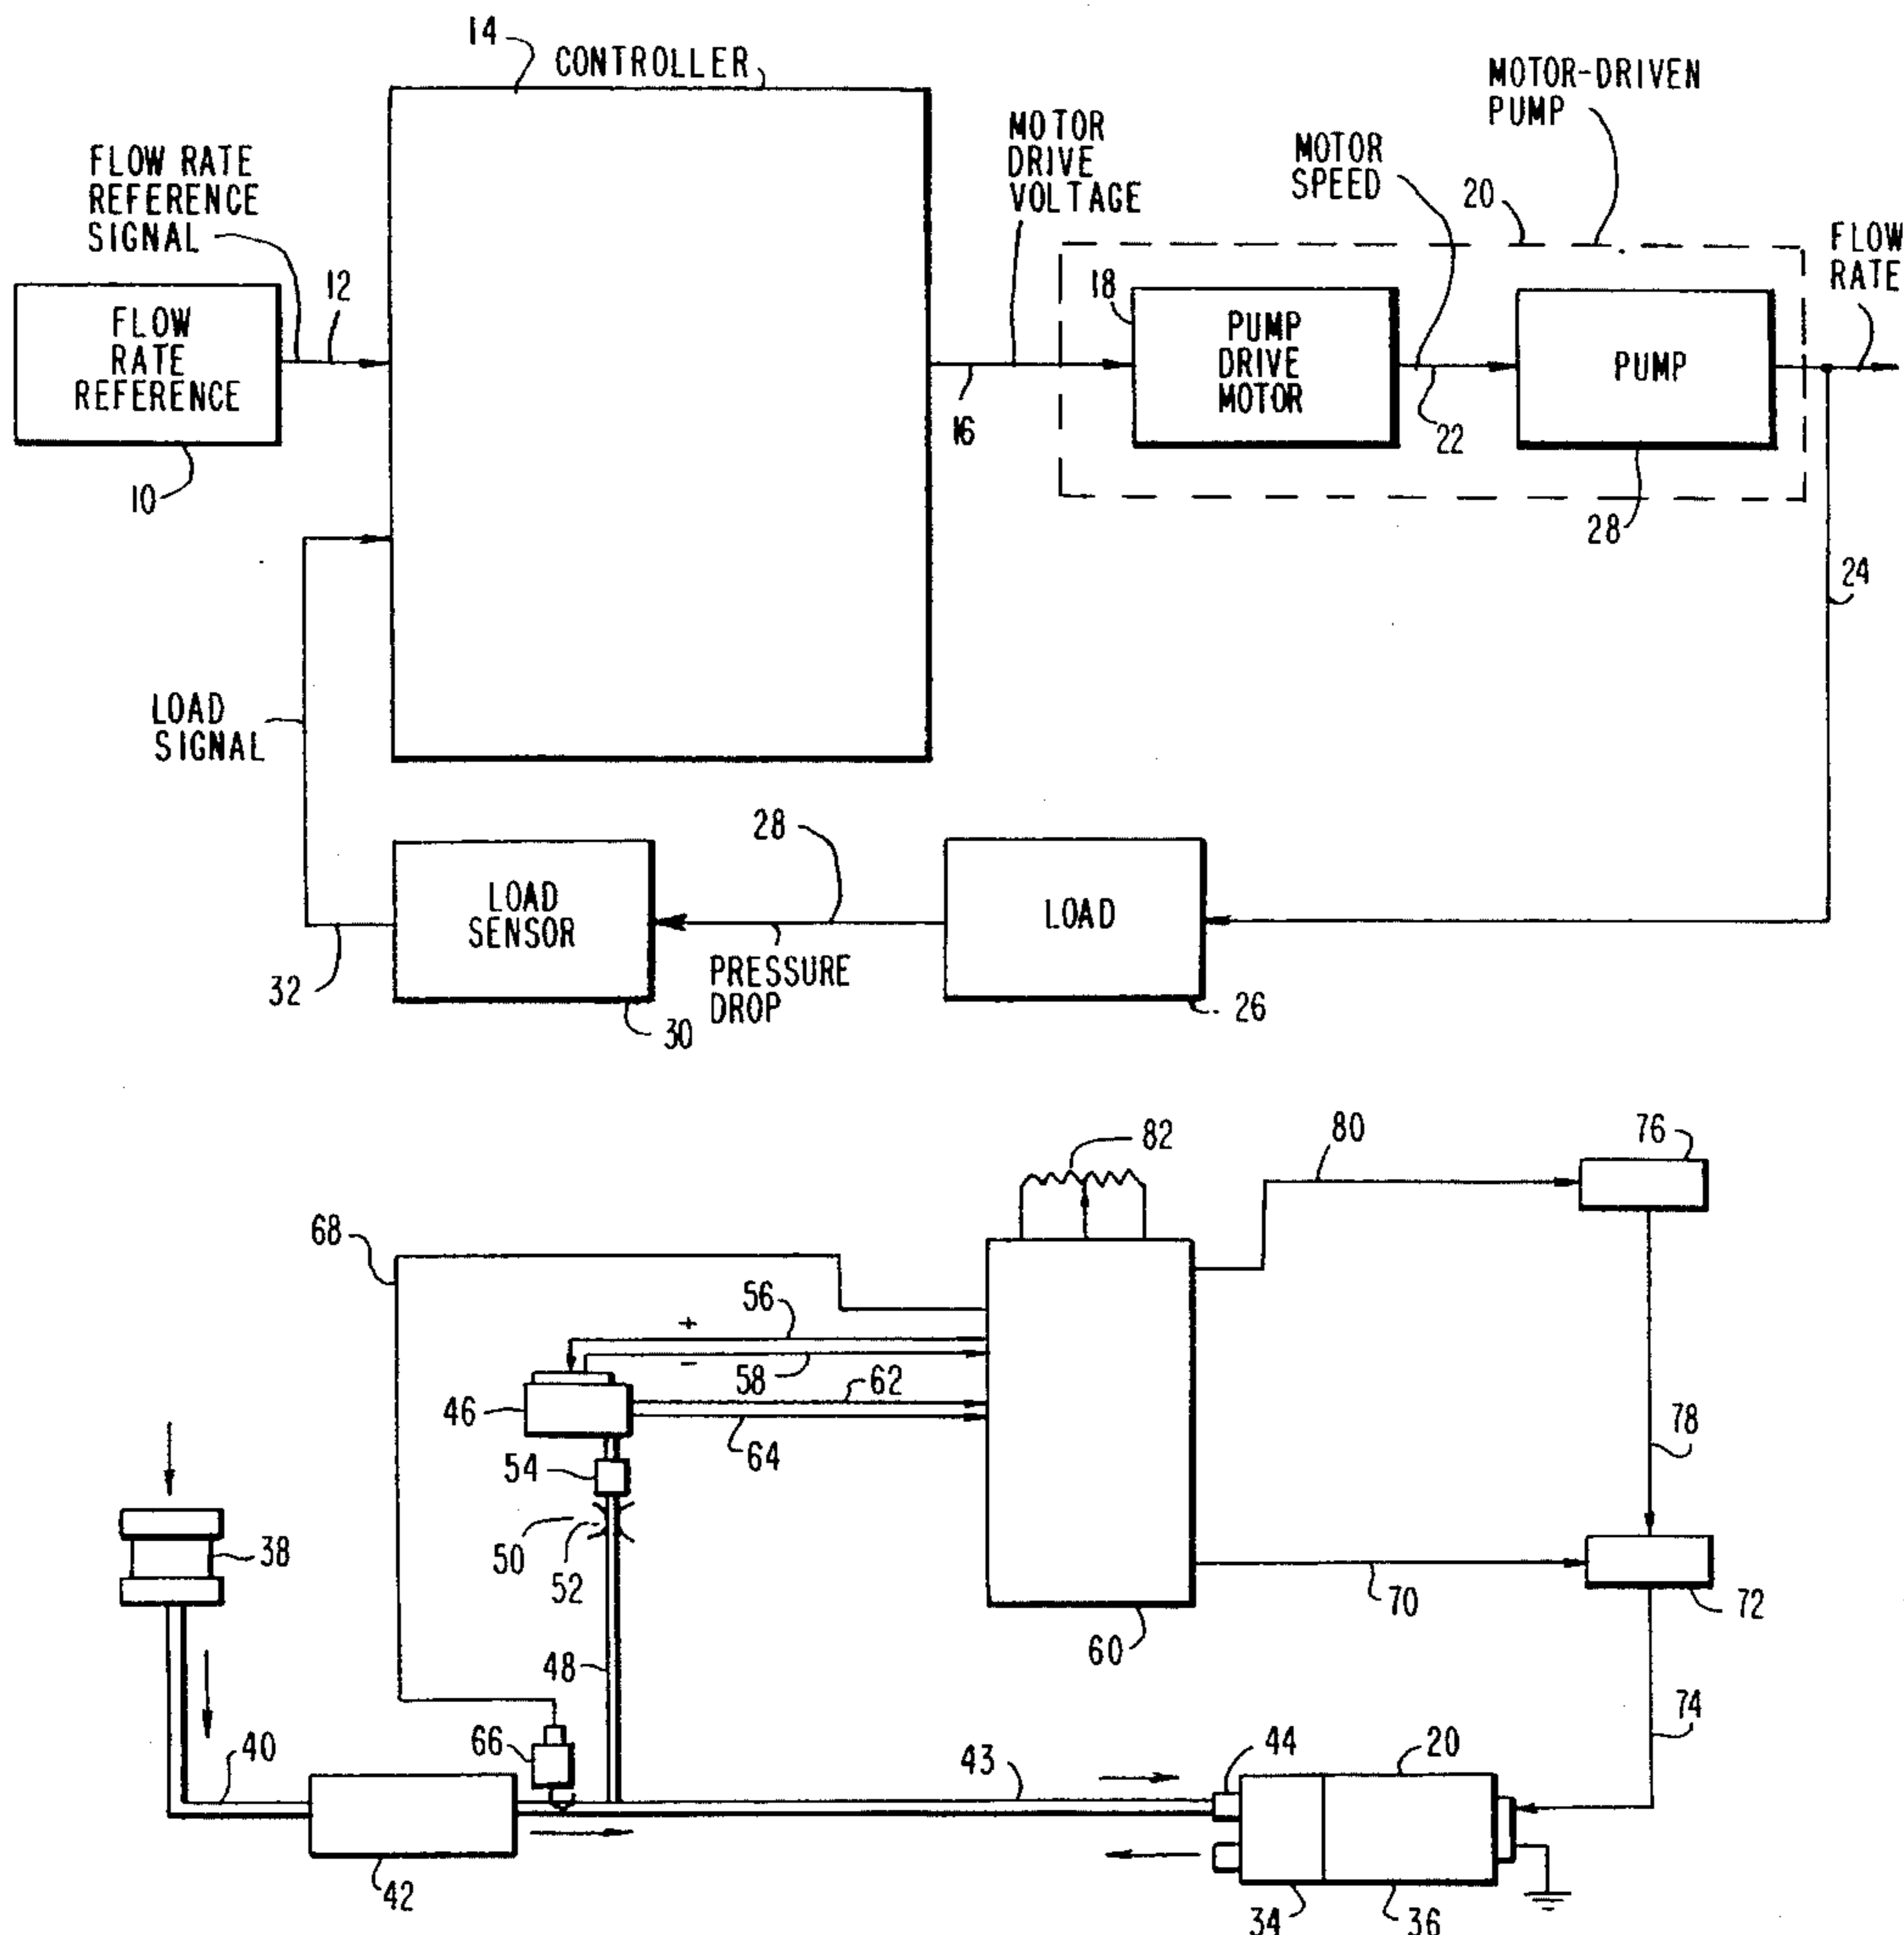 14
CONTROLLER
MOTOR-DRIVEN
PUMP
MOTOR
DRIVE
VOLTAGE
MOTOR
SPEED
20
FLOW
RATE
FLOW RATE
REFERENCE
SIGNAL
12
18
FLOW
RATE
REFERENCE
PUMP
DRIVE
MOTOR
PUMP
16
22
10
28
24
LOAD
SIGNAL
28
LOAD
SENSOR
LOAD
PRESSURE
DROP
32
30
26
82
80
76
68
56
+
-
58
62
46
64
54
78
50
52
38
70
72
60
48
74
66
40
43
44
20
42
34
36